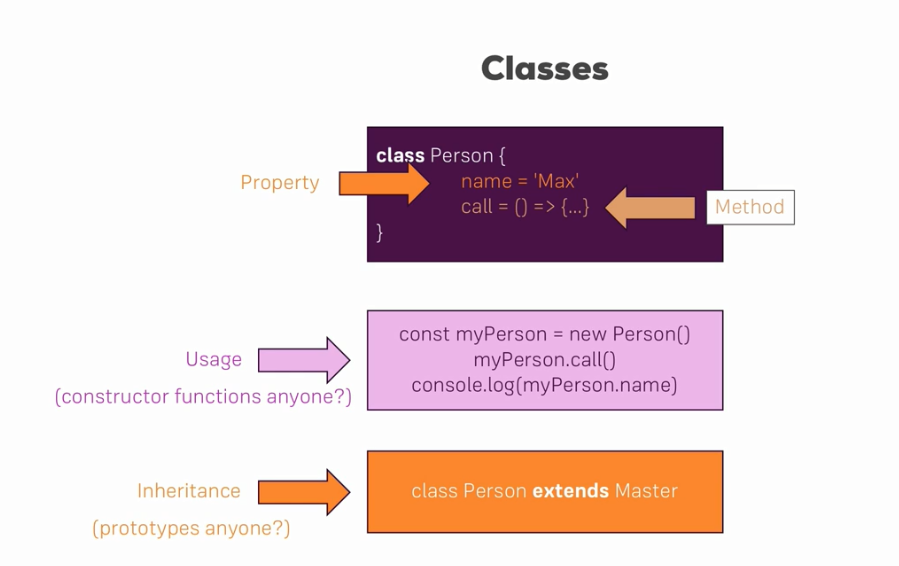 Classes
class Person {
Property
name = 'Max'
call = () => {...}
Method
}
Usage
(constructor functions anyone?)
const myPerson = new Person()
myPerson.call()
console.log(myPerson.name)
Inheritance
(prototypes anyone?)
class Person extends Master